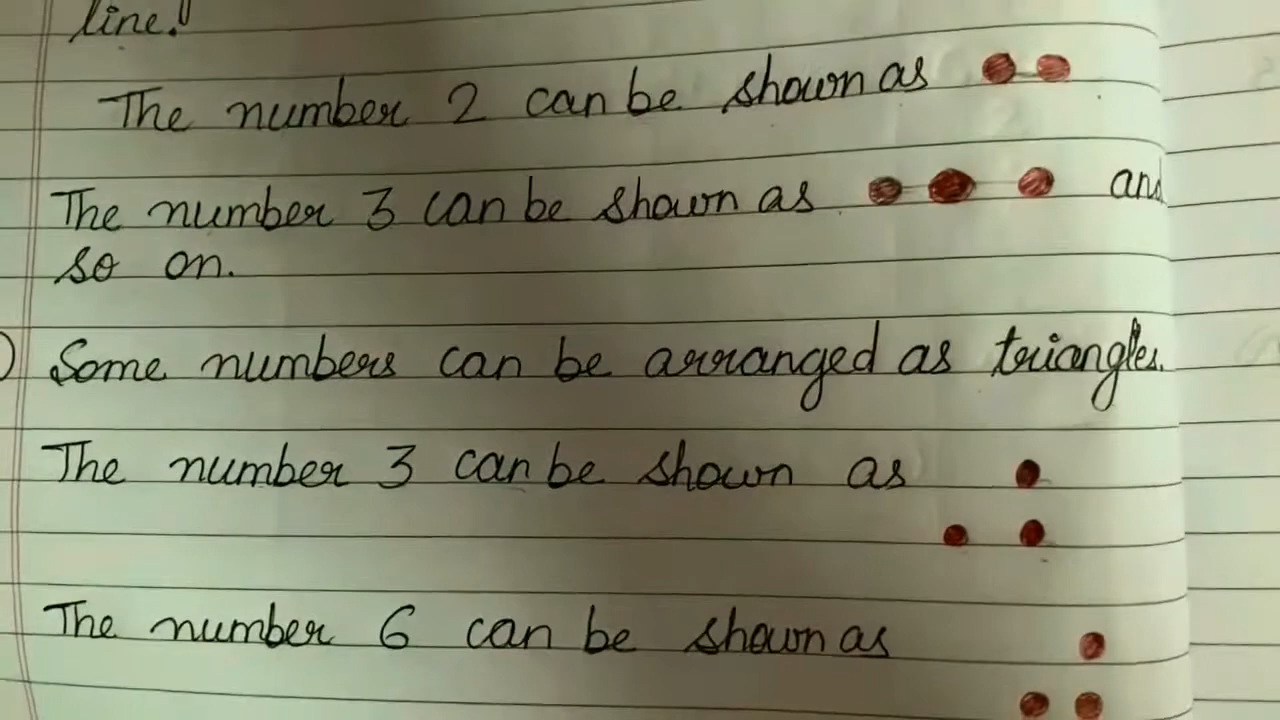 line.
The number 2 can be shown as
The number 3 can be shown as and
so on.
) Some numbers can be arranged as triangles.
The number 3 can be shown as
The number 6 can be shown as